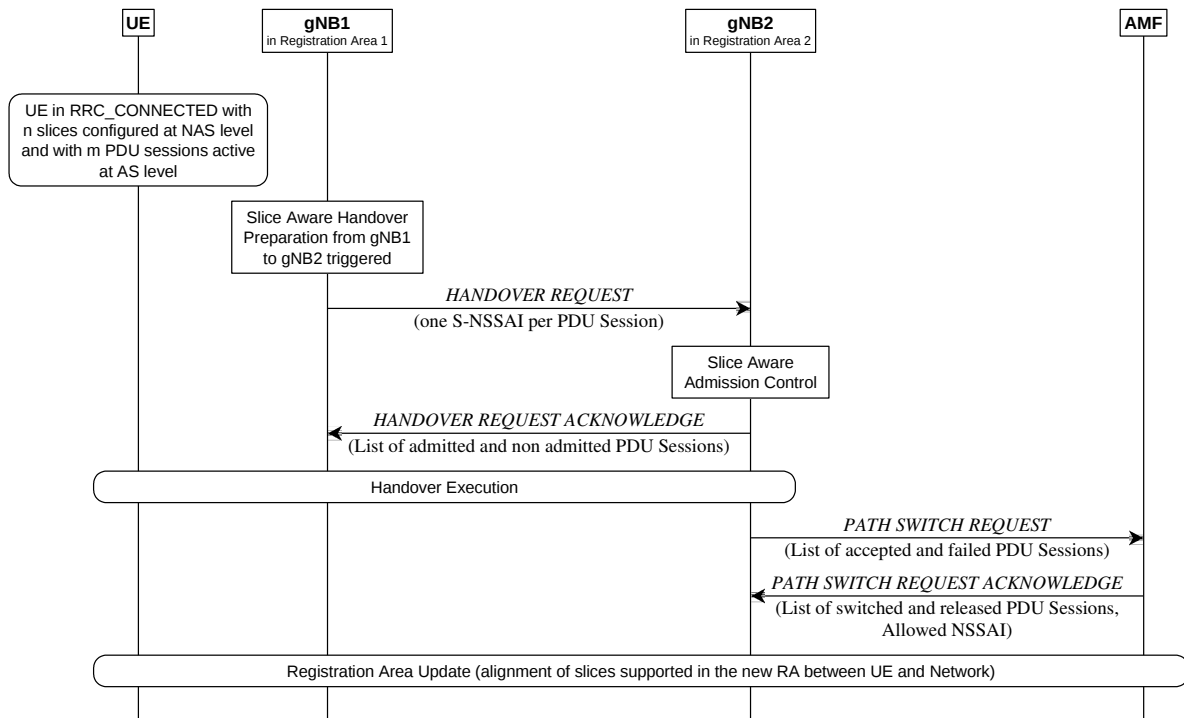 UE
gNB1
in Registration Area 1
gNB2
in Registration Area 2
AMF
UE in RRC_CONNECTED with
n slices configured at NAS level
and with m PDU sessions active
at AS level
Slice Aware Handover
Preparation from gNB1
to gNB2 triggered
HANDOVER REQUEST
(one S-NSSAI per PDU Session)
Slice Aware
Admission Control
HANDOVER REQUEST ACKNOWLEDGE
(List of admitted and non admitted PDU Sessions)
Handover Execution
PATH SWITCH REQUEST
(List of accepted and failed PDU Sessions)
PATH SWITCH REQUEST ACKNOWLEDGE
(List of switched and released PDU Sessions,
Allowed NSSAI)
Registration Area Update (alignment of slices supported in the new RA between UE and Network)